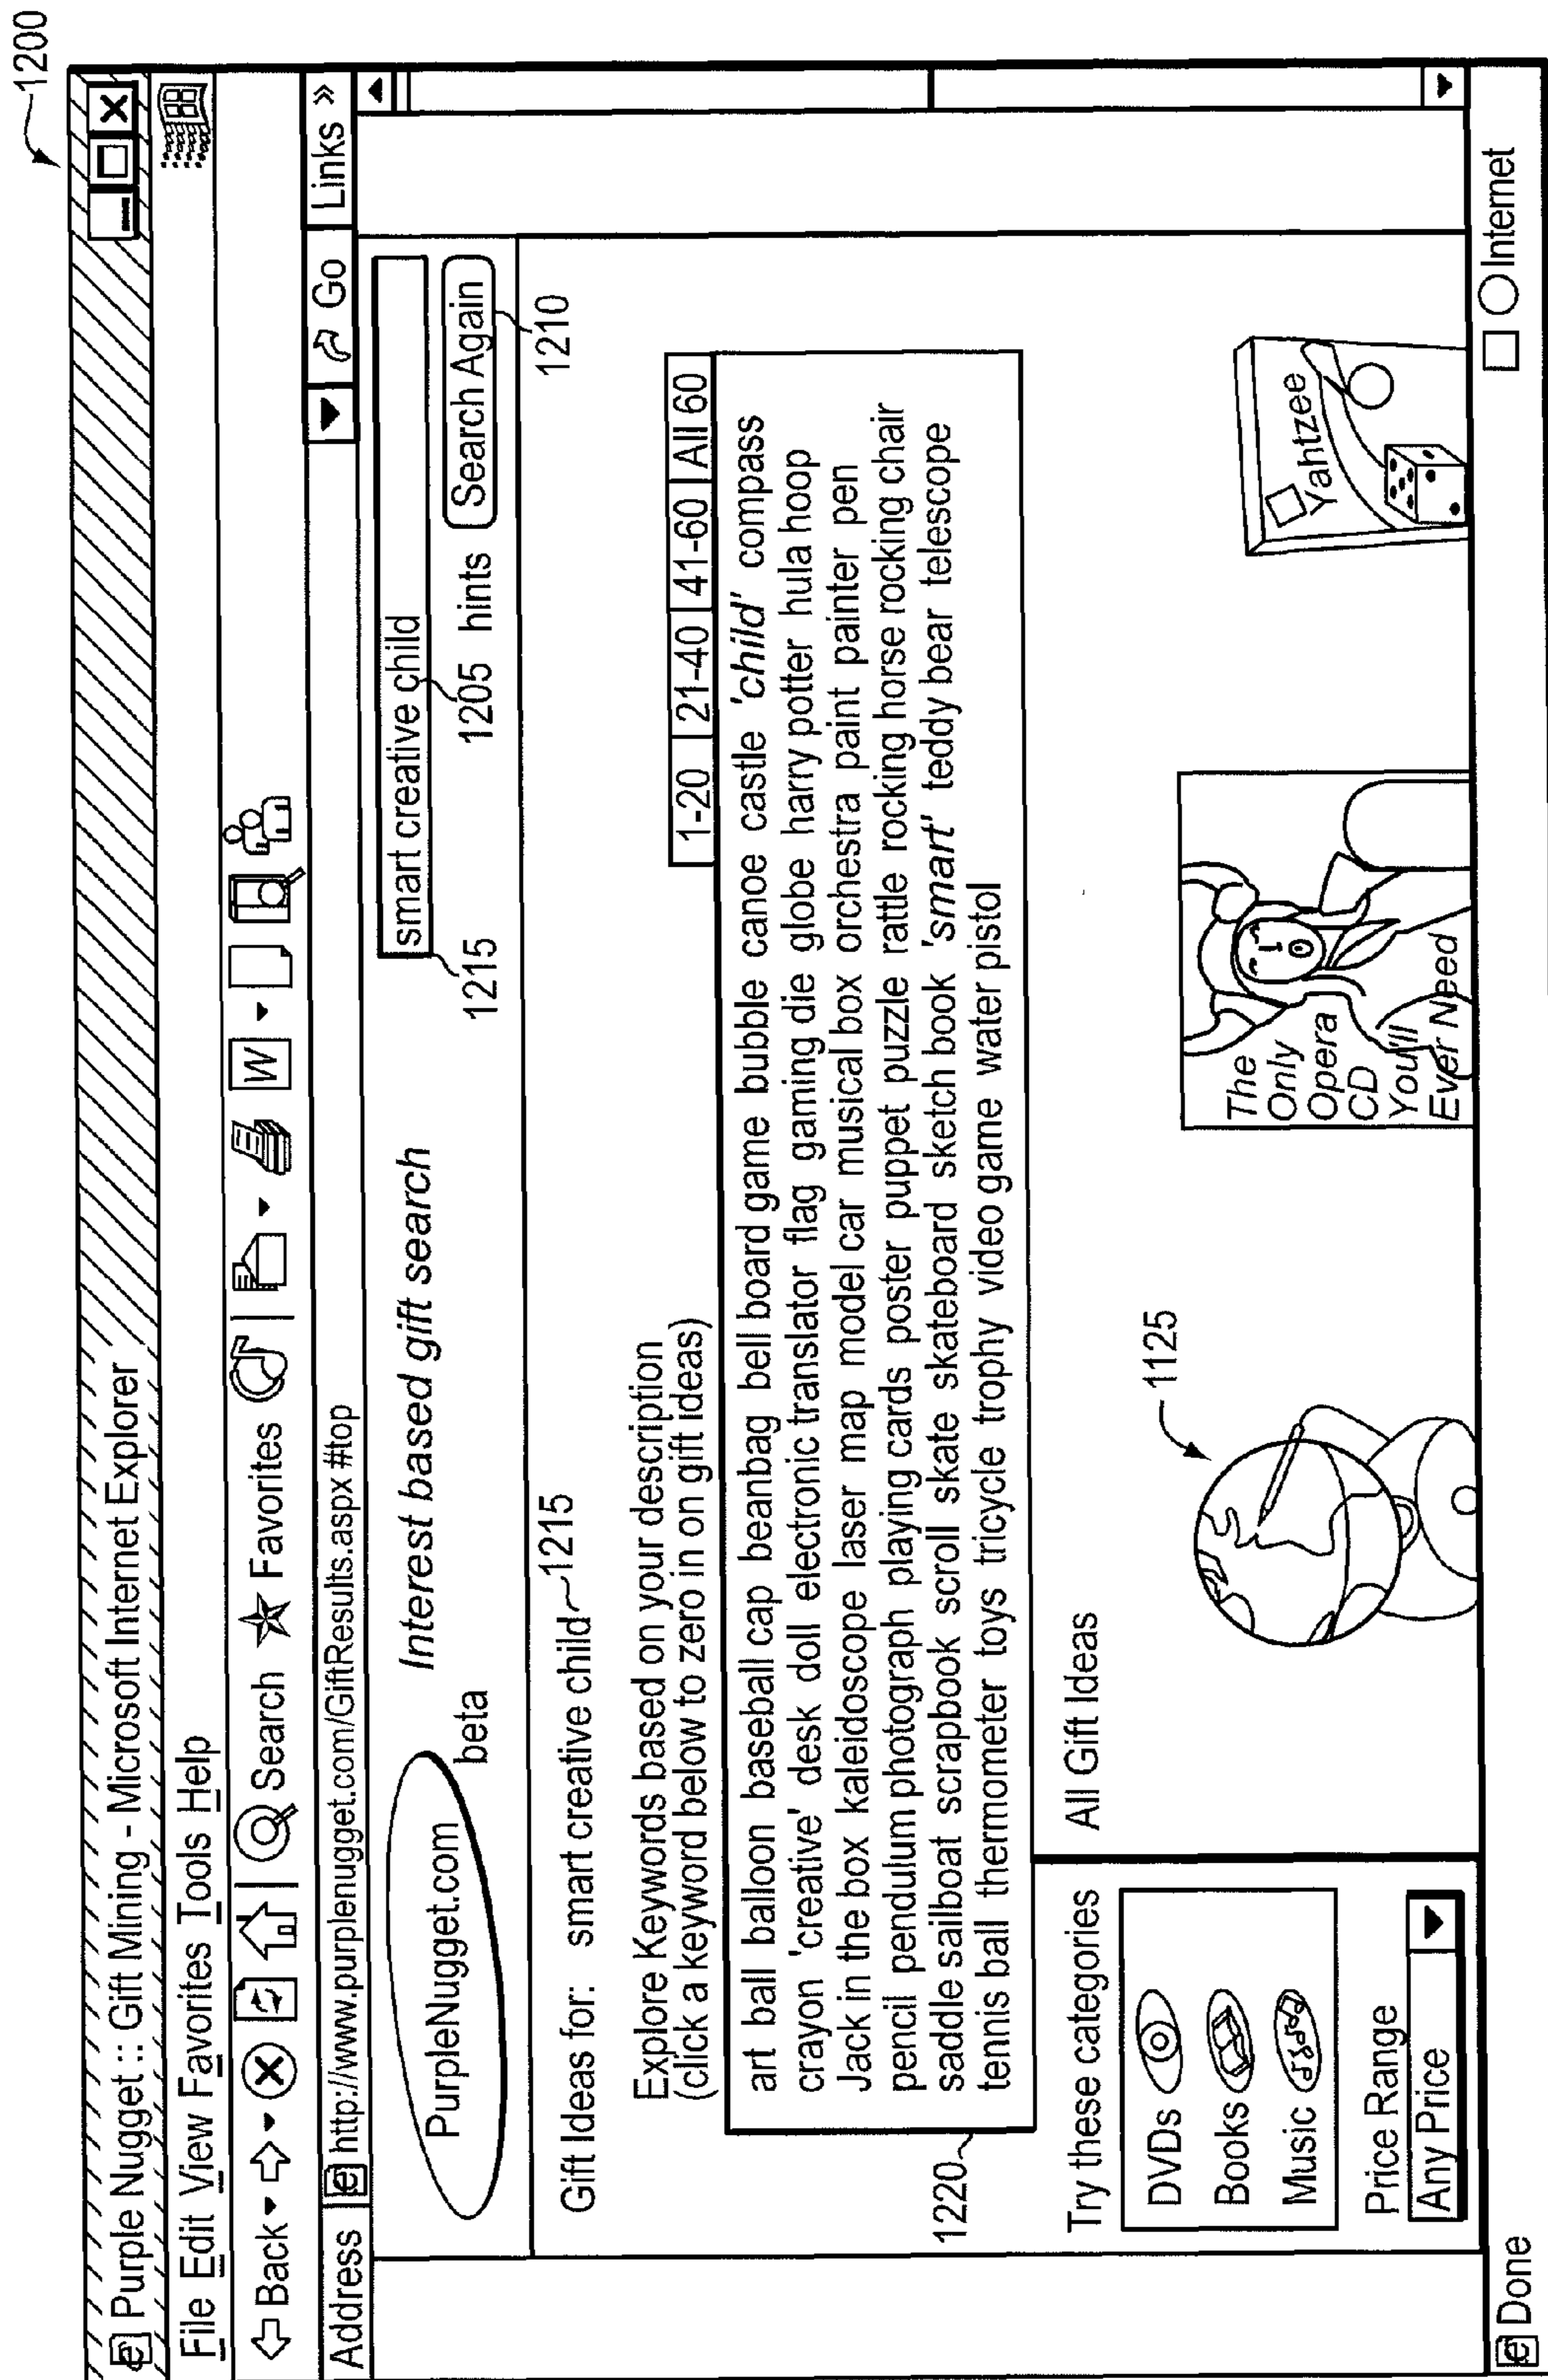 1200
Purple Nugget :: Gift Mining - Microsoft Internet Explorer
File Edit View Favorites Tools Help
Back Search Favorites W
Address http://www.purplenugget.com/GiftResults.aspx #top Go Links »
PurpleNugget.com
beta
Interest based gift search
smart creative child
1215
1205 hints Search Again
1210
Gift Ideas for: smart creative child 1215
Explore Keywords based on your description
(click a keyword below to zero in on gift ideas)
1-20 21-40 41-60 All 60
art ball balloon baseball cap beanbag bell board game bubble canoe castle 'child' compass
crayon 'creative' desk doll electronic translator flag gaming die globe harry potter hula hoop
Jack in the box kaleidoscope laser map model car musical box orchestra paint painter pen
pencil pendulum photograph playing cards poster puppet puzzle rattle rocking horse rocking chair
saddle sailboat scrapbook scroll skate skateboard sketch book 'smart' teddy bear telescope
tennis ball thermometer toys tricycle trophy video game water pistol
1220
Try these categories
DVDs
Books
Music
Price Range
Any Price
All Gift Ideas
1125
The
Only
Opera
CD
You'll
Ever Need
Yahtzee
Done
Internet